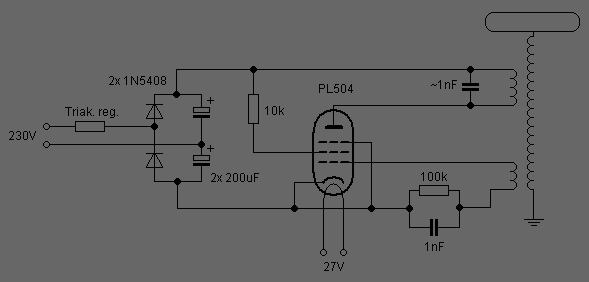 2x 1N5408
PL504
~1nF
Triak. reg.
10k
230V
2x 200uF
100k
1nF
27V
+
+